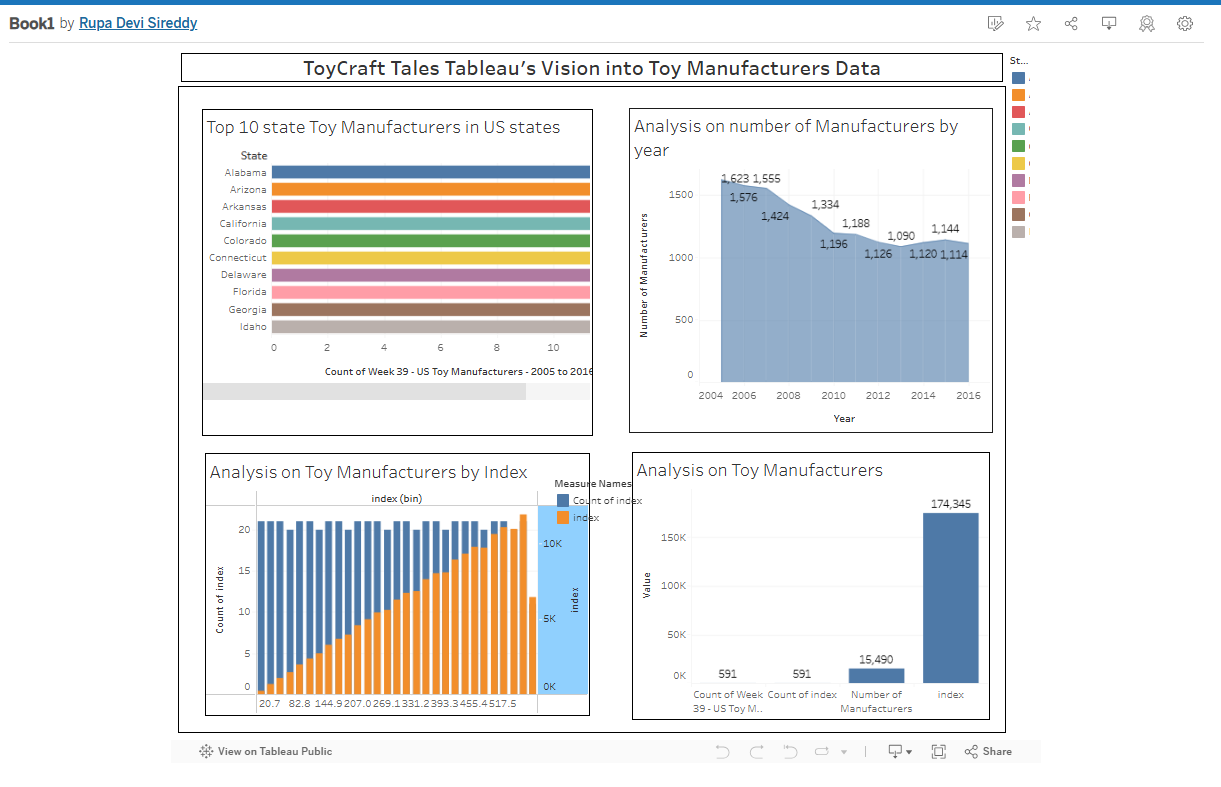 Book1 by Rupa Devi Sireddy
ToyCraft Tales Tableau's Vision into Toy Manufacturers Data
St...
Top 10 state Toy Manufacturers in US states
State
Alabama
Arizona
Arkansas
California
Colorado
Connecticut
Delaware
Florida
Georgia
Idaho
0 2 4 6 8 10
Count of Week 39 - US Toy Manufacturers - 2005 to 2016
Analysis on number of Manufacturers by
year
Number of Manufacturers
1500
1000
500
0
1,623 1,555
1,576
1,424
1,334
1,196
1,188
1,126
1,090
1,120
1,144
1,114
2004 2006 2008 2010 2012 2014 2016
Year
Analysis on Toy Manufacturers by Index
index (bin)
Count of index
20
15
10
5
0
20.7 82.8 144.9 207.0 269.1 331.2 393.3 455.4 517.5
10K
5K
0K
index
Measure Names
Count of index
index
Analysis on Toy Manufacturers
Value
150K
100K
50K
0K
591
591
15,490
174,345
Count of Week
39 - US Toy M..
Count of index
Number of
Manufacturers
index
View on Tableau Public
Share